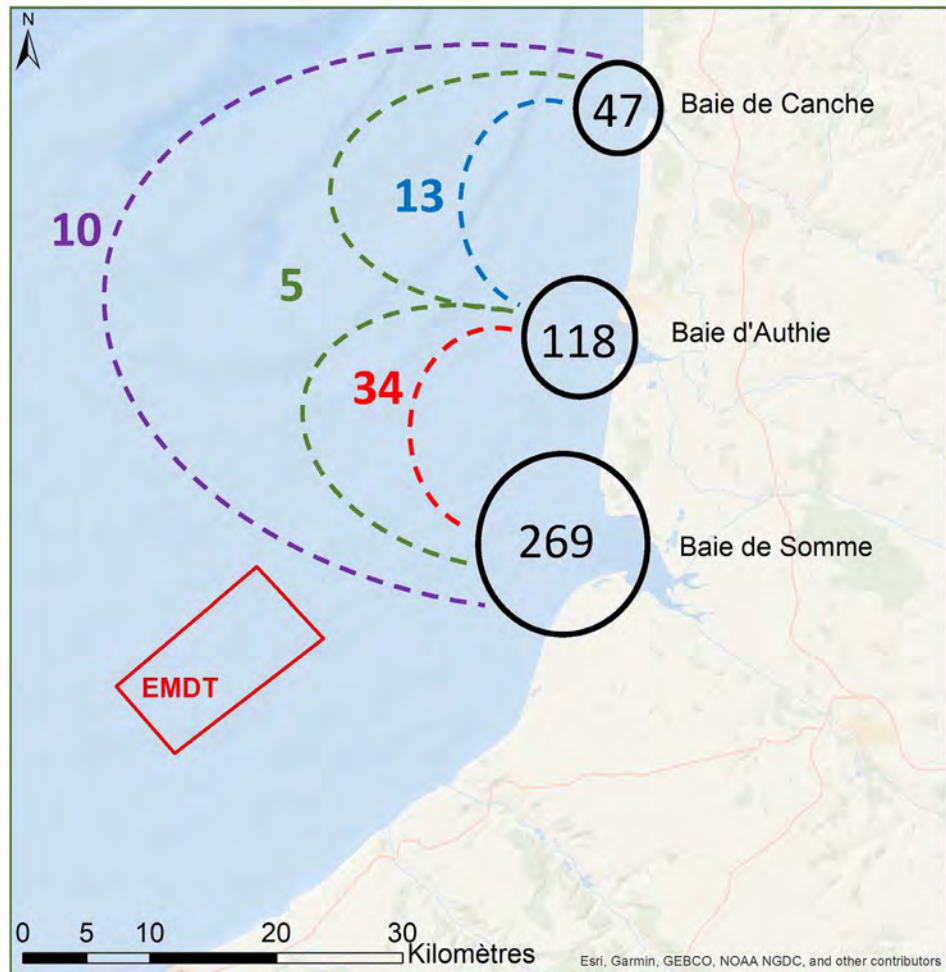 N
47
Baie de Canche
13
10
5
118
Baie d'Authie
34
269
Baie de Somme
EMDT
0 5 10 20 30
Kilomètres
Esri, Garmin, GEBCO, NOAA NGDC, and other contributors